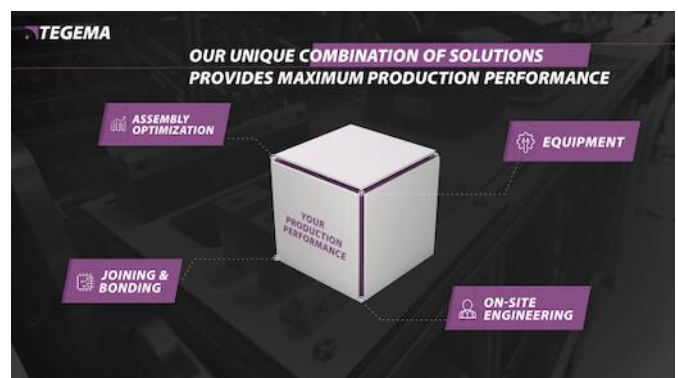 TEGEMA
OUR UNIQUE COMBINATION OF SOLUTIONS
PROVIDES MAXIMUM PRODUCTION PERFORMANCE
ASSEMBLY
OPTIMIZATION
EQUIPMENT
YOUR
PRODUCTION
PERFORMANCE
JOINING &
BONDING
ON-SITE
ENGINEERING